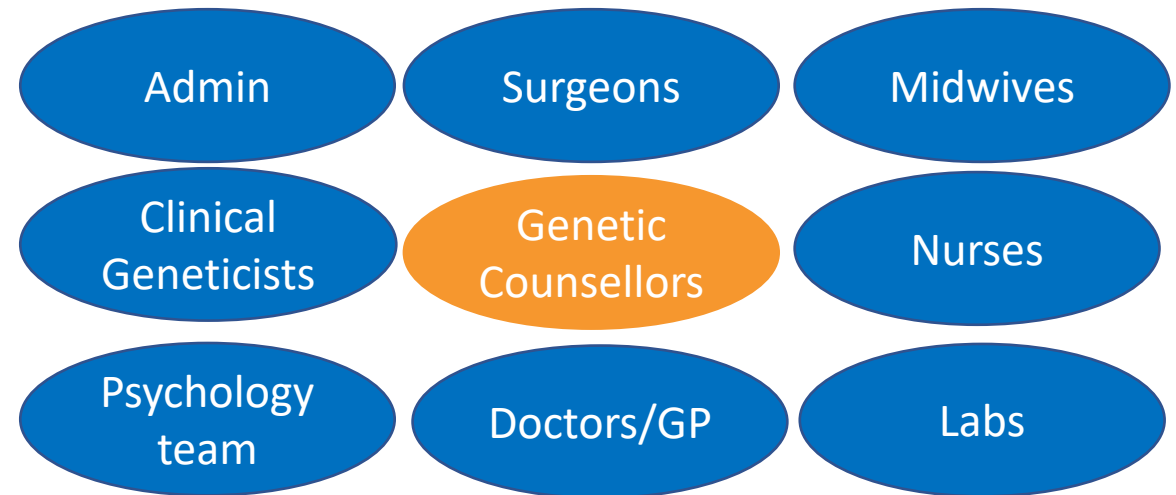 Admin
Surgeons
Midwives
Clinical
Geneticists
Genetic
Counsellors
Nurses
Psychology
team
Doctors/GP
Labs